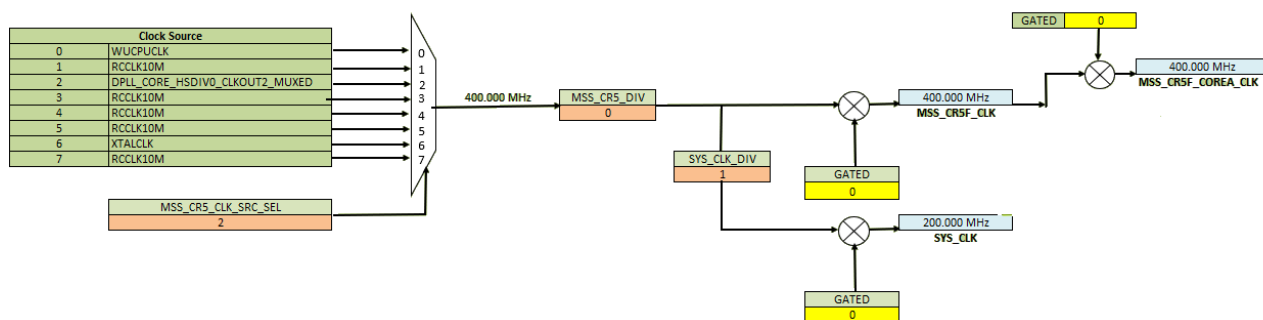 Clock Source
0 WUCPUCLK
1 RCCLK10M
2 DPLL_CORE_HSDIV0_CLKOUT2_MUXED
3 RCCLK10M
4 RCCLK10M
5 RCCLK10M
6 XTALCLK
7 RCCLK10M
MSS_CR5_CLK_SRC_SEL
2
0
1
2
3
4
5
6
7
400.000 MHz
MSS_CR5_DIV
0
SYS_CLK_DIV
1
400.000 MHz
MSS_CR5F_CLK
GATED
0
200.000 MHz
SYS_CLK
GATED
0
GATED 0
400.000 MHz
MSS_CR5F_COREA_CLK